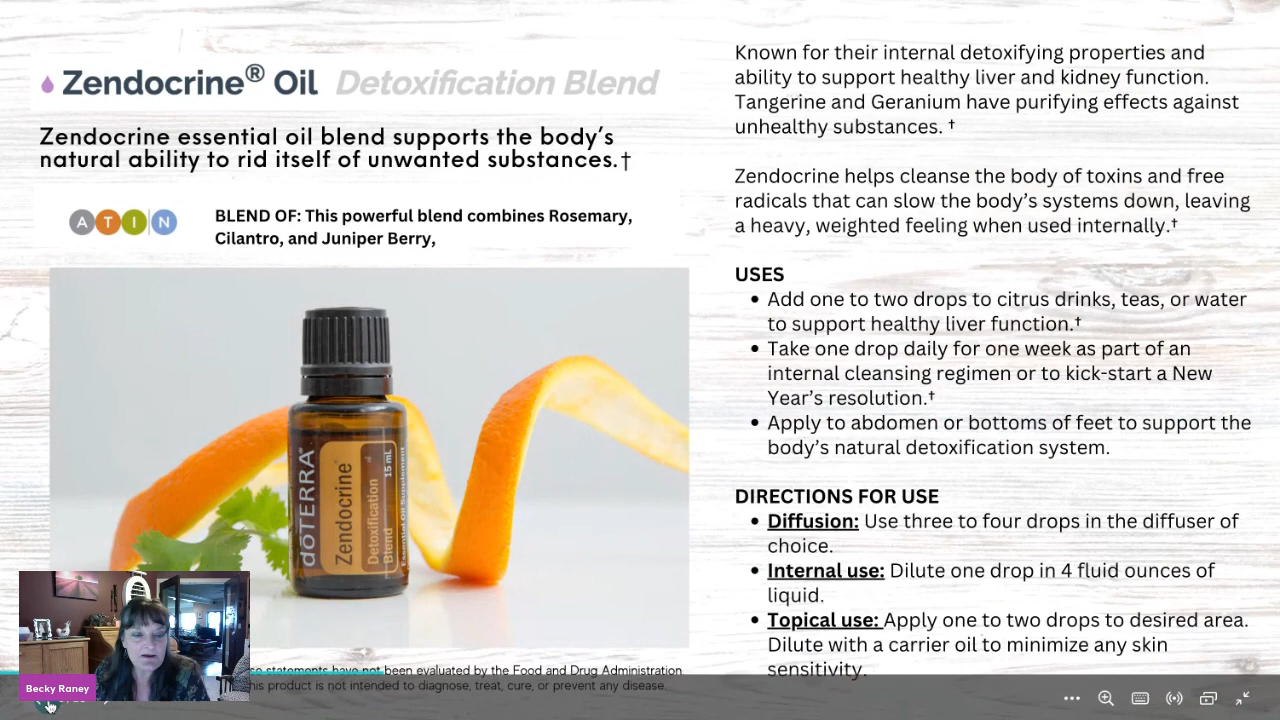 Zendocrine® Oil Detoxification Blend
Zendocrine essential oil blend supports the body's
natural ability to rid itself of unwanted substances.†
A T I N
BLEND OF: This powerful blend combines Rosemary,
Cilantro, and Juniper Berry,
dōTERRA
Zendocrine®
Detoxification
Blend
15 mL
Essential Oil Supplement
statements have not been evaluated by the Food and Drug Administration
his product is not intended to diagnose, treat, cure, or prevent any disease.
Becky Raney
Known for their internal detoxifying properties and
ability to support healthy liver and kidney function.
Tangerine and Geranium have purifying effects against
unhealthy substances. †
Zendocrine helps cleanse the body of toxins and free
radicals that can slow the body's systems down, leaving
a heavy, weighted feeling when used internally.†
USES
• Add one to two drops to citrus drinks, teas, or water
to support healthy liver function.†
• Take one drop daily for one week as part of an
internal cleansing regimen or to kick-start a New
Year's resolution.†
• Apply to abdomen or bottoms of feet to support the
body's natural detoxification system.
DIRECTIONS FOR USE
• Diffusion: Use three to four drops in the diffuser of
choice.
• Internal use: Dilute one drop in 4 fluid ounces of
liquid.
• Topical use: Apply one to two drops to desired area.
Dilute with a carrier oil to minimize any skin
sensitivity.